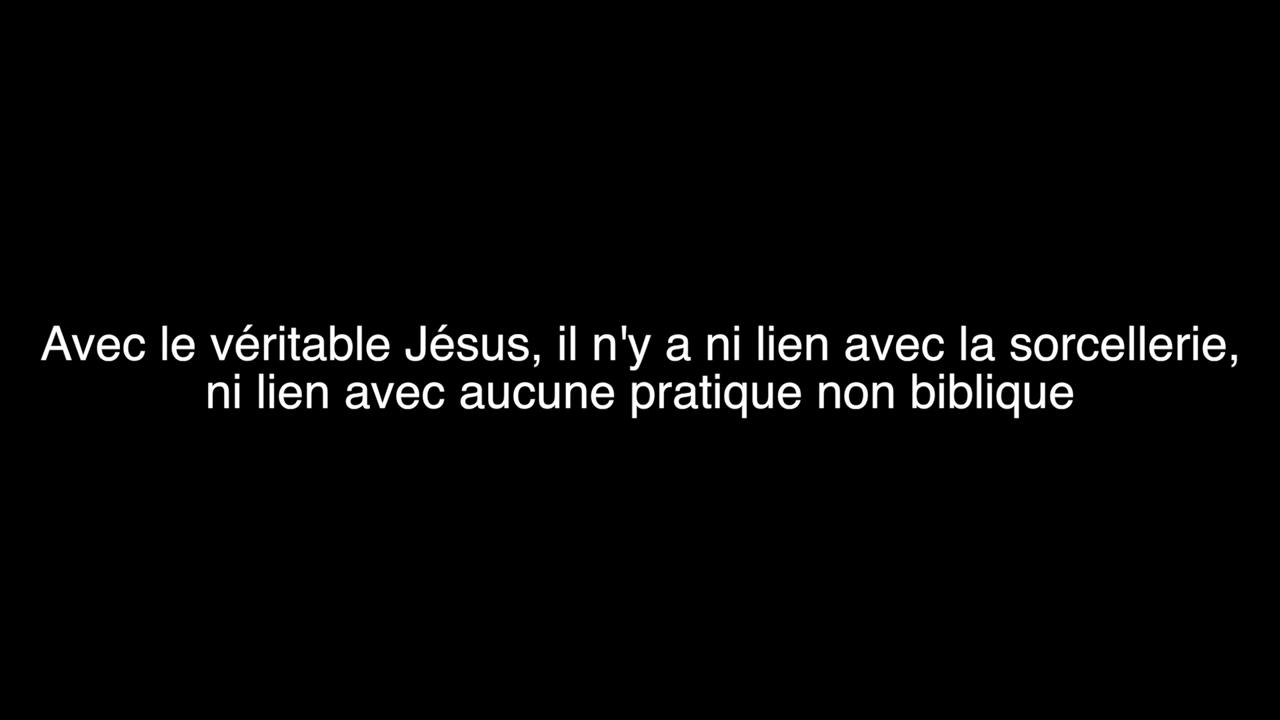 Avec le véritable Jésus, il n'y a ni lien avec la sorcellerie,
ni lien avec aucune pratique non biblique